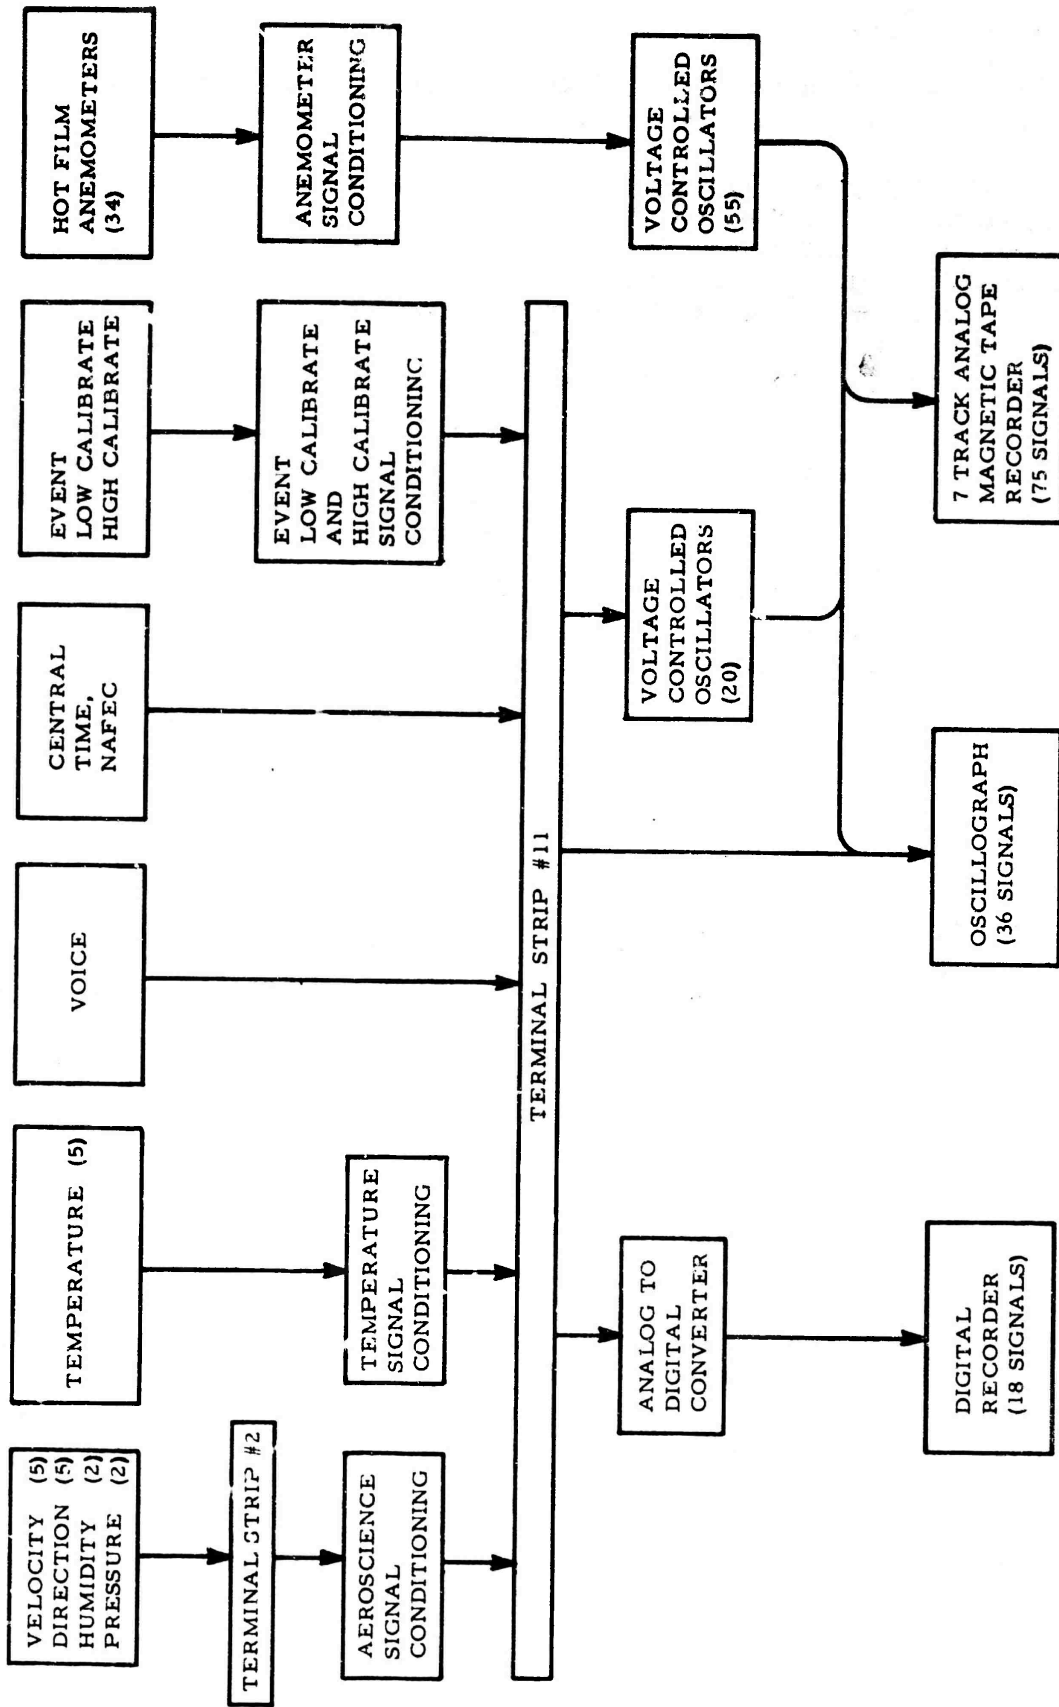 VELOCITY (5)
DIRECTION (5)
HUMIDITY (2)
PRESSURE (2)
TEMPERATURE (5)
VOICE
CENTRAL
TIME,
NAFEC
EVENT
LOW CALIBRATE
HIGH CALIBRATE
HOT FILM
ANEMOMETERS
(34)
TERMINAL STRIP #2
AEROSCIENCE
SIGNAL
CONDITIONING
TEMPERATURE
SIGNAL
CONDITIONING
EVENT
LOW CALIBRATE
AND
HIGH CALIBRATE
SIGNAL
CONDITIONING
ANEMOMETER
SIGNAL
CONDITIONING
TERMINAL STRIP #11
ANALOG TO
DIGITAL
CONVERTER
VOLTAGE
CONTROLLED
OSCILLATORS
(20)
VOLTAGE
CONTROLLED
OSCILLATORS
(55)
DIGITAL
RECORDER
(18 SIGNALS)
OSCILLOGRAPH
(36 SIGNALS)
7 TRACK ANALOG
MAGNETIC TAPE
RECORDER
(75 SIGNALS)